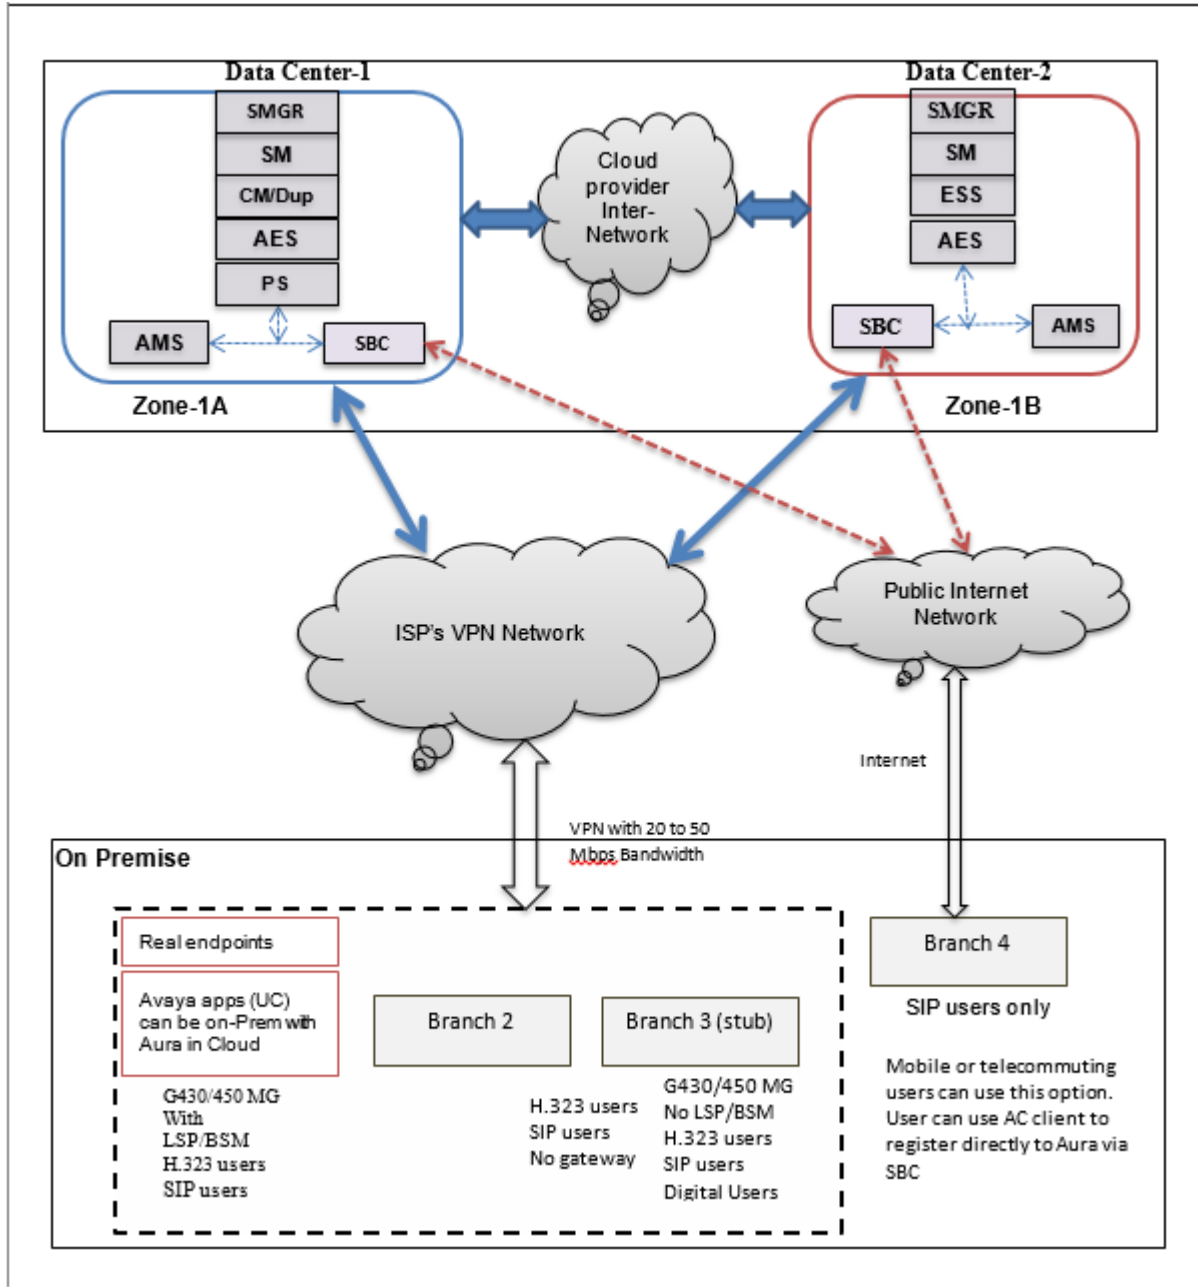 Data Center-1
SMGR
SM
CM/Dup
AES
PS
AMS
SBC
Zone-1A
Cloud
provider
Inter-
Network
Data Center-2
SMGR
SM
ESS
AES
SBC
AMS
Zone-1B
ISP's VPN Network
Public Internet
Network
Internet
VPN with 20 to 50
Mbps Bandwidth
On Premise
Real endpoints
Avaya apps (UC)
can be on-Prem with
Aura in Cloud
G430/450 MG
With
LSP/BSM
H.323 users
SIP users
Branch 2
H.323 users
SIP users
No gateway
Branch 3 (stub)
G430/450 MG
No LSP/BSM
H.323 users
SIP users
Digital Users
Branch 4
SIP users only
Mobile or telecommuting
users can use this option.
User can use AC client to
register directly to Aura via
SBC